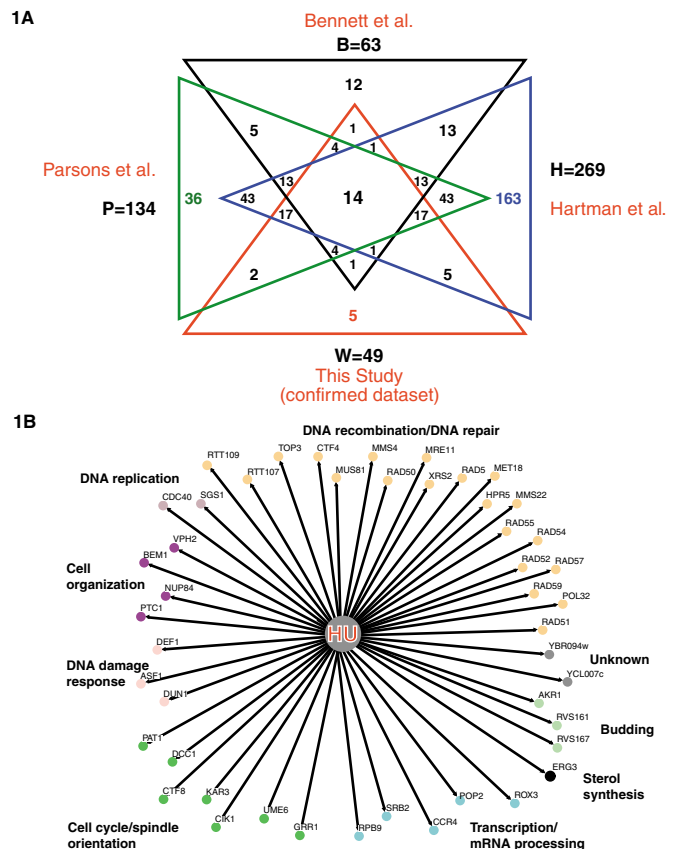 1A
Bennett et al.
B=63
12
1
5
13
4
1
Parsons et al.
P=134
36
43
13
14
13
43
163
H=269
Hartman et al.
17
17
4
1
1
2
5
5
W=49
This Study
(confirmed dataset)
1B
DNA recombination/DNA repair
TOP3
CTF4
MMS4
MRE11
RTT109
RTT107
MUS81
RAD50
XRS2
RAD5
MET18
DNA replication
CDC40
SGS1
HPR5
MMS22
RAD55
RAD54
VPH2
BEM1
Cell
organization
NUP84
PTC1
RAD52
RAD57
RAD59
POL32
RAD51
HU
DEF1
YBR094w
Unknown
DNA damage
response
ASF1
DUN1
YCL007c
AKR1
RVS161
Budding
RVS167
PAT1
DCC1
ERG3
Sterol
synthesis
CTF8
KAR3
CIK1
UME6
GRR1
RPB9
SRB2
CCR4
POP2
ROX3
Cell cycle/spindle
orientation
Transcription/
mRNA processing